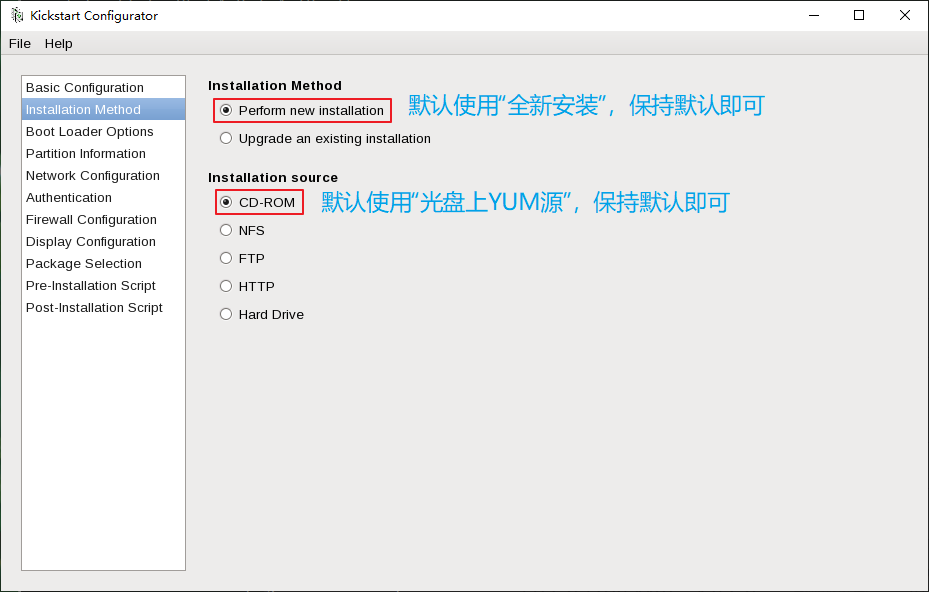 Kickstart Configurator
File Help
Basic Configuration
Installation Method
Boot Loader Options
Partition Information
Network Configuration
Authentication
Firewall Configuration
Display Configuration
Package Selection
Pre-Installation Script
Post-Installation Script
Installation Method
Perform new installation 默认使用“全新安装”，保持默认即可
Upgrade an existing installation
Installation source
CD-ROM 默认使用“光盘上YUM源”，保持默认即可
NFS
FTP
HTTP
Hard Drive